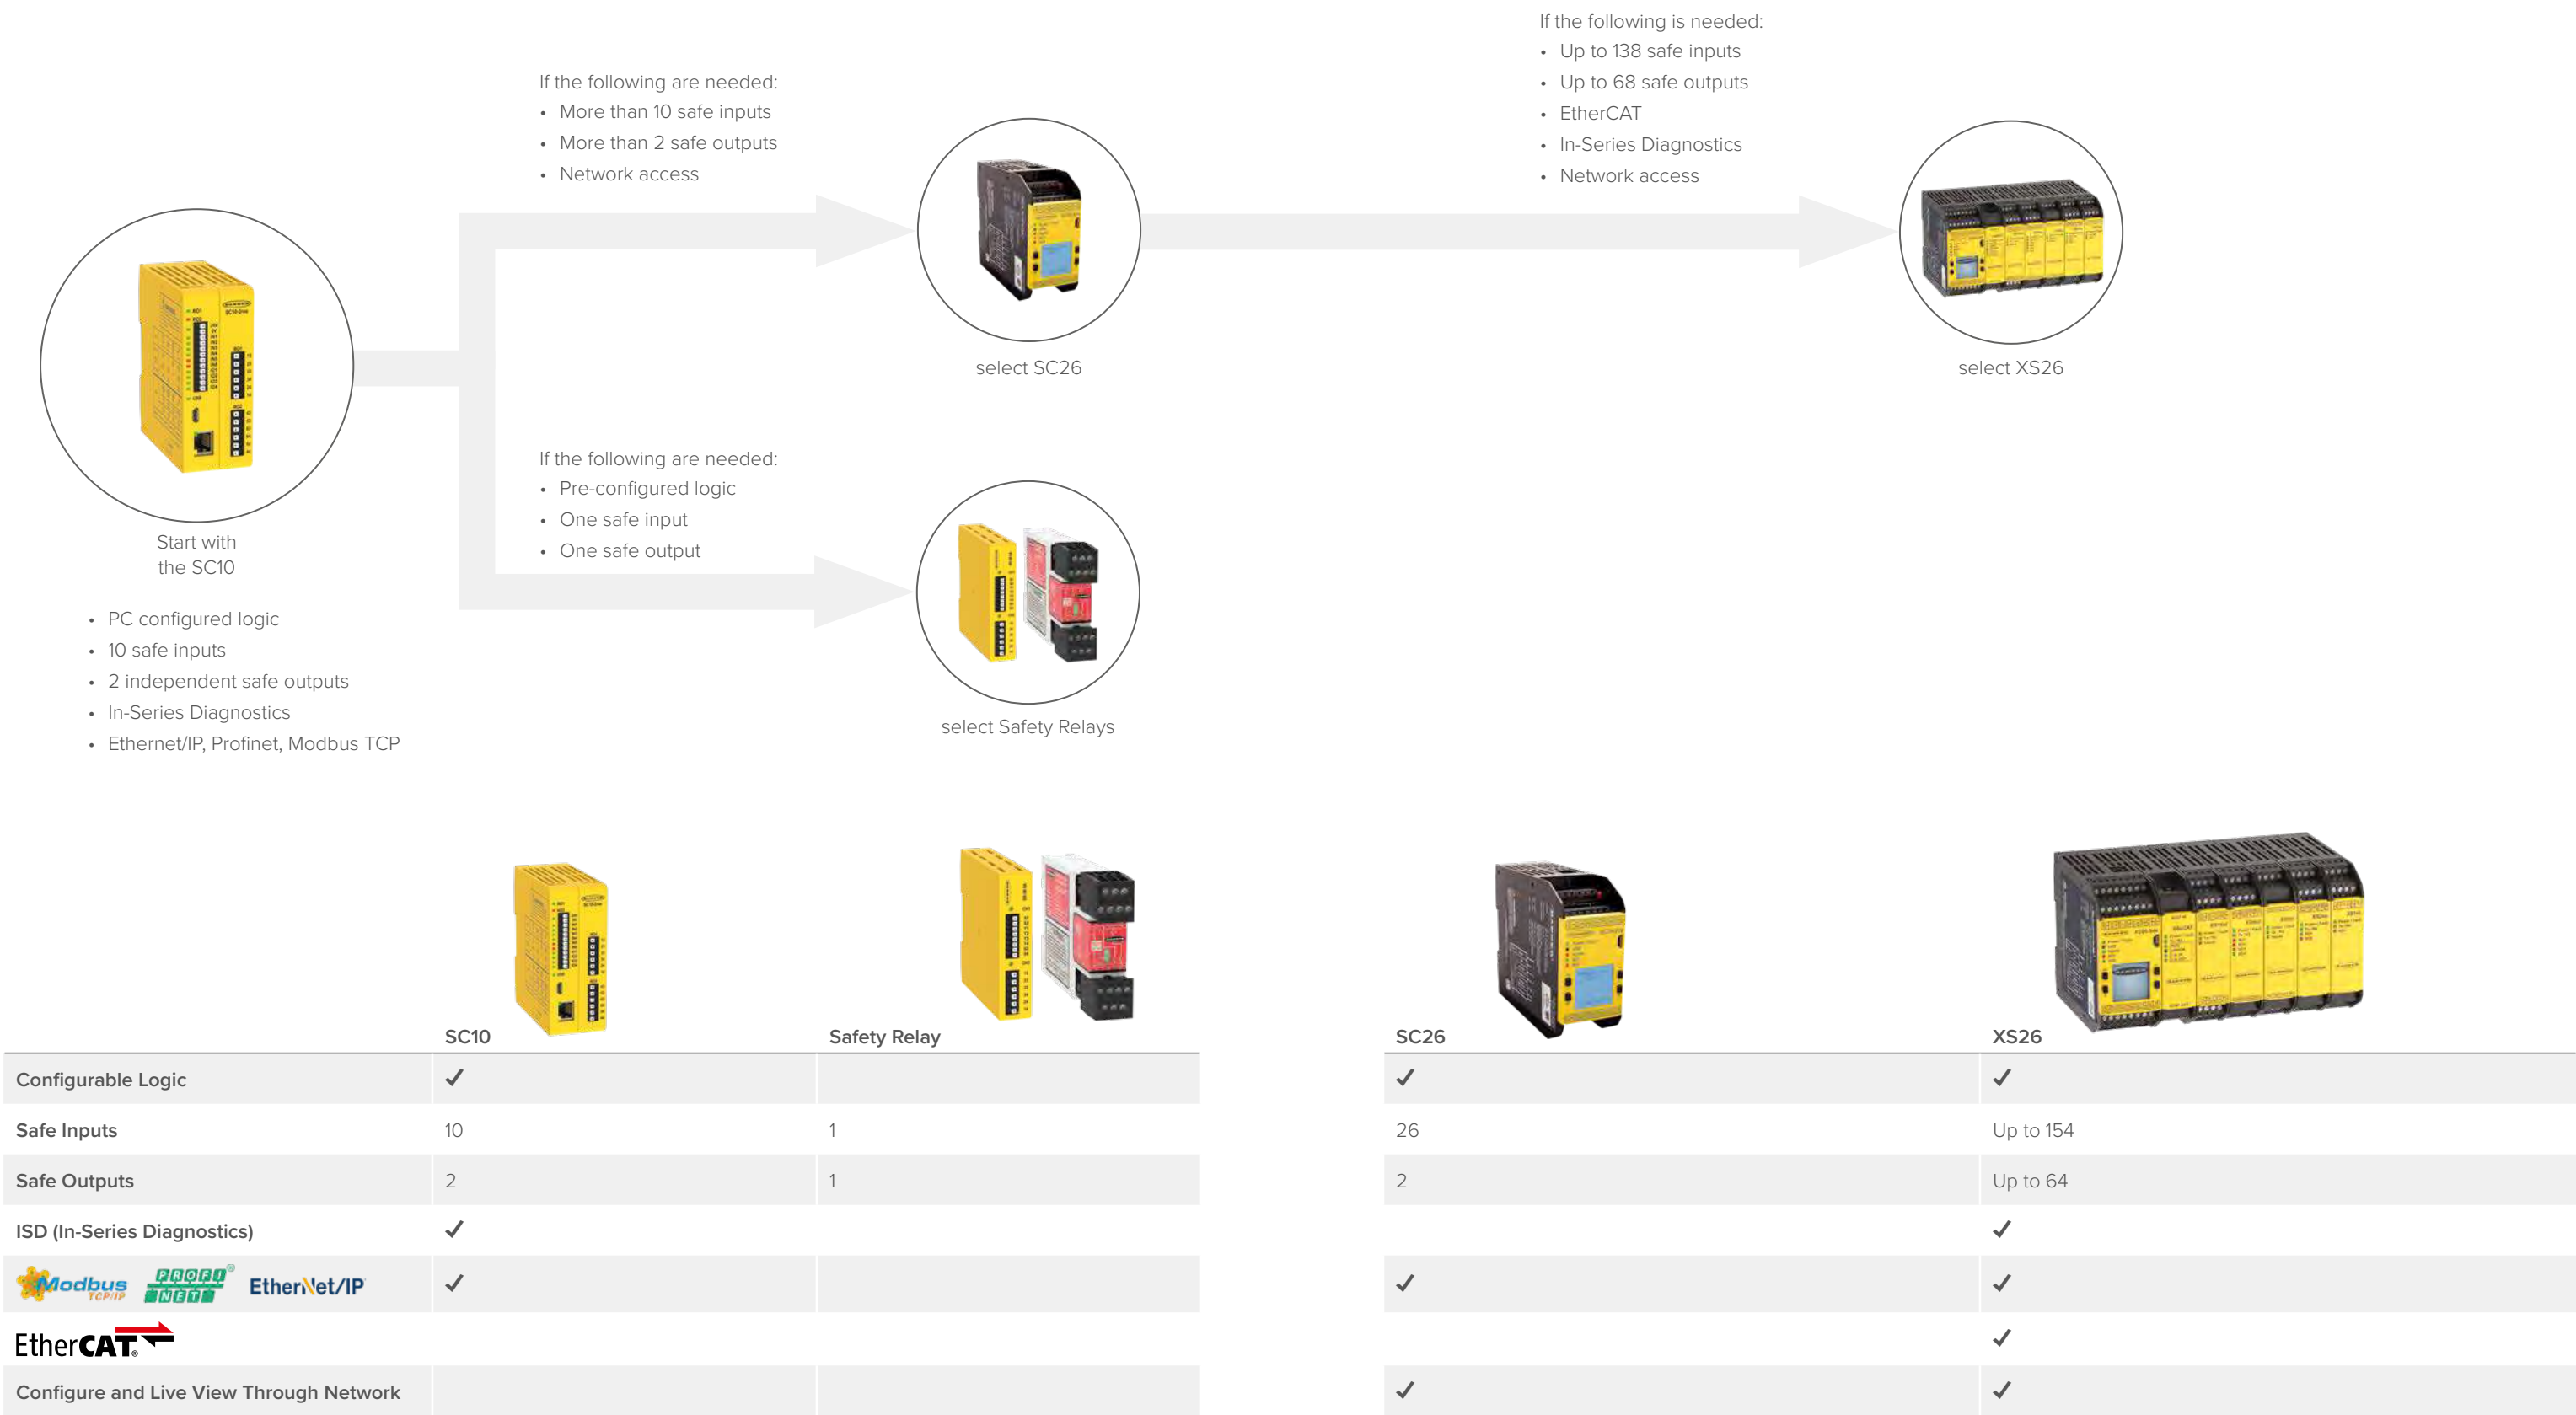 If the following is needed:
• Up to 138 safe inputs
• Up to 68 safe outputs
• EtherCAT
• In-Series Diagnostics
• Network access
If the following are needed:
• More than 10 safe inputs
• More than 2 safe outputs
• Network access
select SC26
select XS26
If the following are needed:
• Pre-configured logic
• One safe input
• One safe output
Start with
the SC10
• PC configured logic
• 10 safe inputs
• 2 independent safe outputs
• In-Series Diagnostics
• Ethernet/IP, Profinet, Modbus TCP
select Safety Relays
SC10 Safety Relay SC26 XS26
Configurable Logic ✓ ✓ ✓
Safe Inputs 10 1 26 Up to 154
Safe Outputs 2 1 2 Up to 64
ISD (In-Series Diagnostics) ✓ ✓
Modbus TCP/IP PROFINET® EtherNet/IP ✓ ✓ ✓
EtherCAT® ✓
Configure and Live View Through Network ✓ ✓